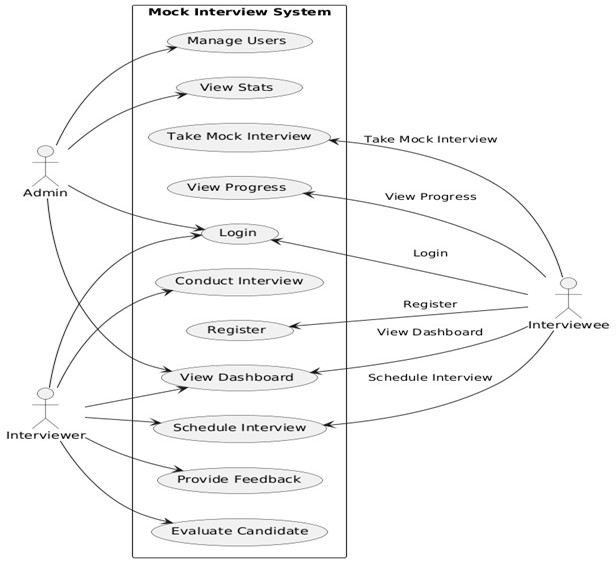 Mock Interview System
Manage Users
View Stats
Take Mock Interview
Take Mock Interview
View Progress
View Progress
Admin
Login
Login
Conduct Interview
Register
Register
Interviewee
View Dashboard
View Dashboard
Schedule Interview
Schedule Interview
Interviewer
Provide Feedback
Evaluate Candidate